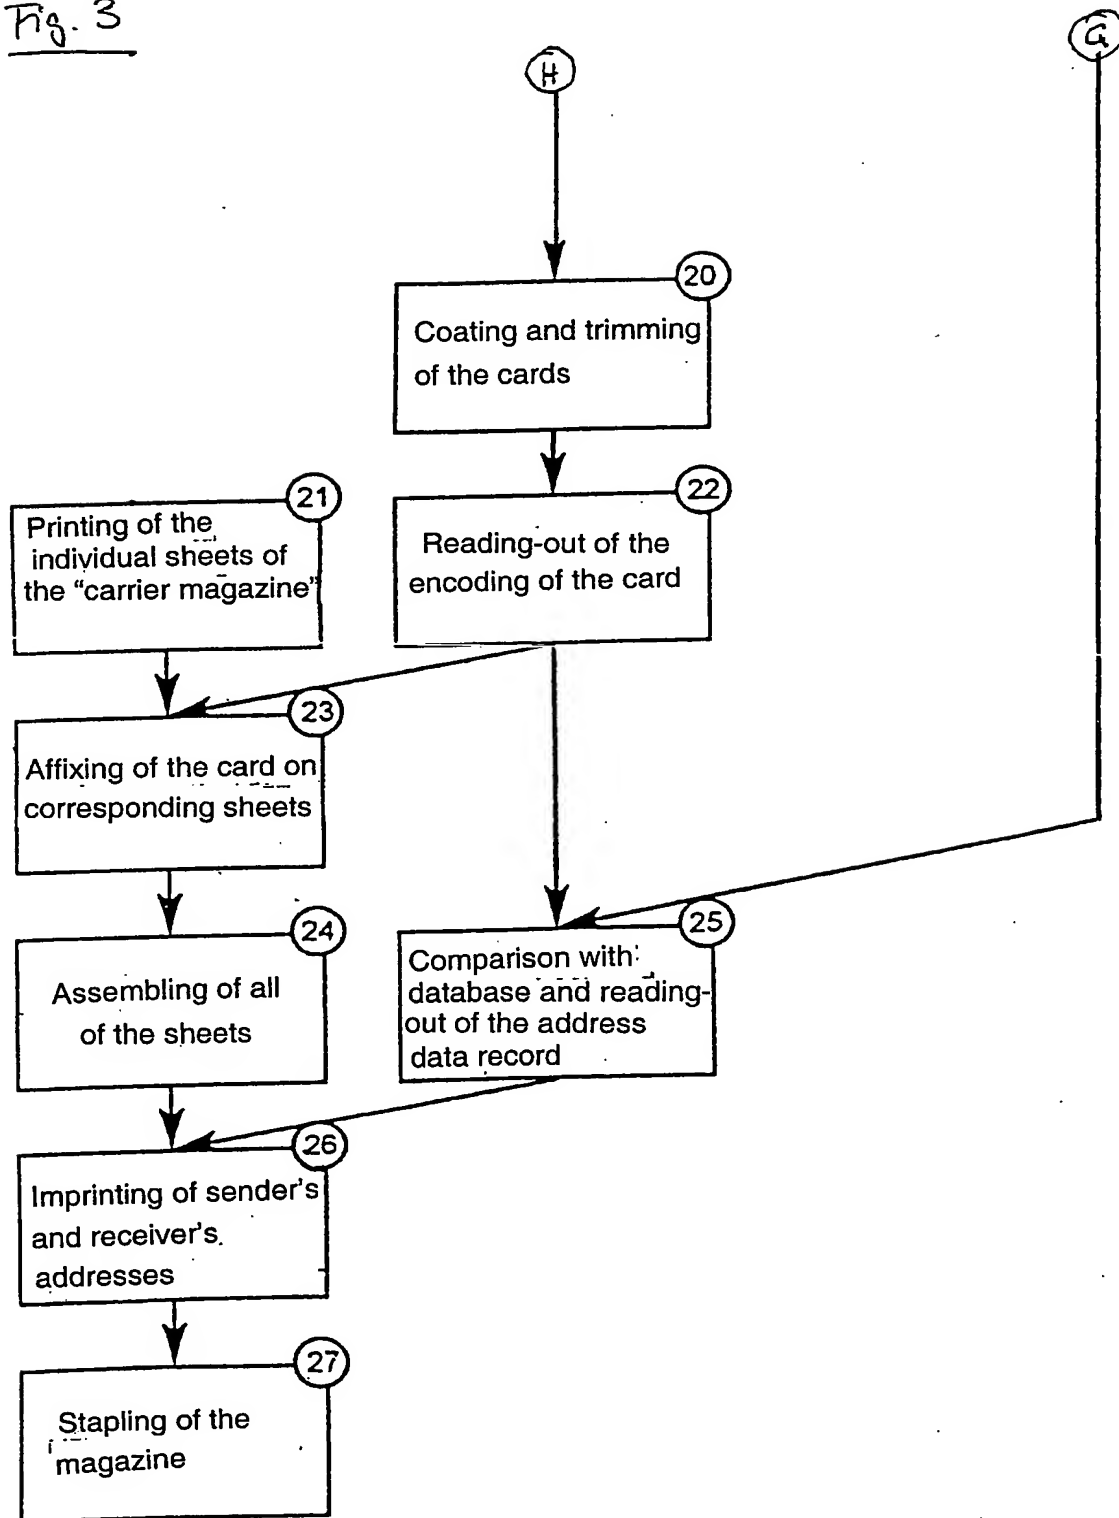 Fig. 3
H
G
20
Coating and trimming
of the cards
21
Printing of the
individual sheets of
the “carrier magazine”
22
Reading-out of the
encoding of the card
23
Affixing of the card on
corresponding sheets
24
Assembling of all
of the sheets
25
Comparison with
database and reading-
out of the address
data record
26
Imprinting of sender's
and receiver's
addresses
27
Stapling of the
magazine